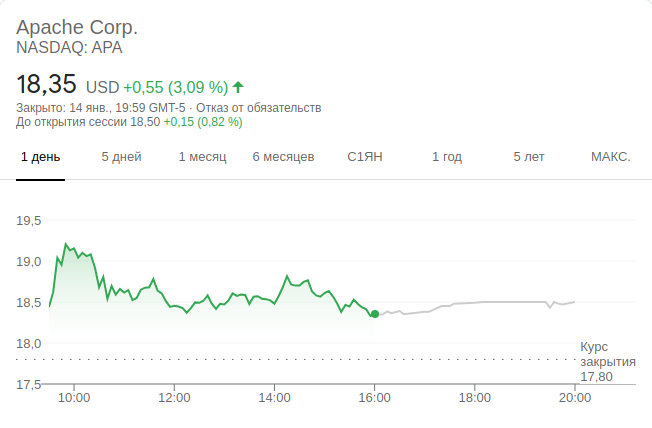 Apache Corp.
NASDAQ: APA
18,35 USD +0,55 (3,09 %)
Закрыто: 14 янв., 19:59 GMT-5 · Отказ от обязательств
До открытия сессии 18,50 +0,15 (0,82 %)
1 день 5 дней 1 месяц 6 месяцев С1ЯН 1 год 5 лет МАКС.
19,5
19,0
18,5
18,0
Курс
закрытия
17,80
17,5
10:00 12:00 14:00 16:00 18:00 20:00